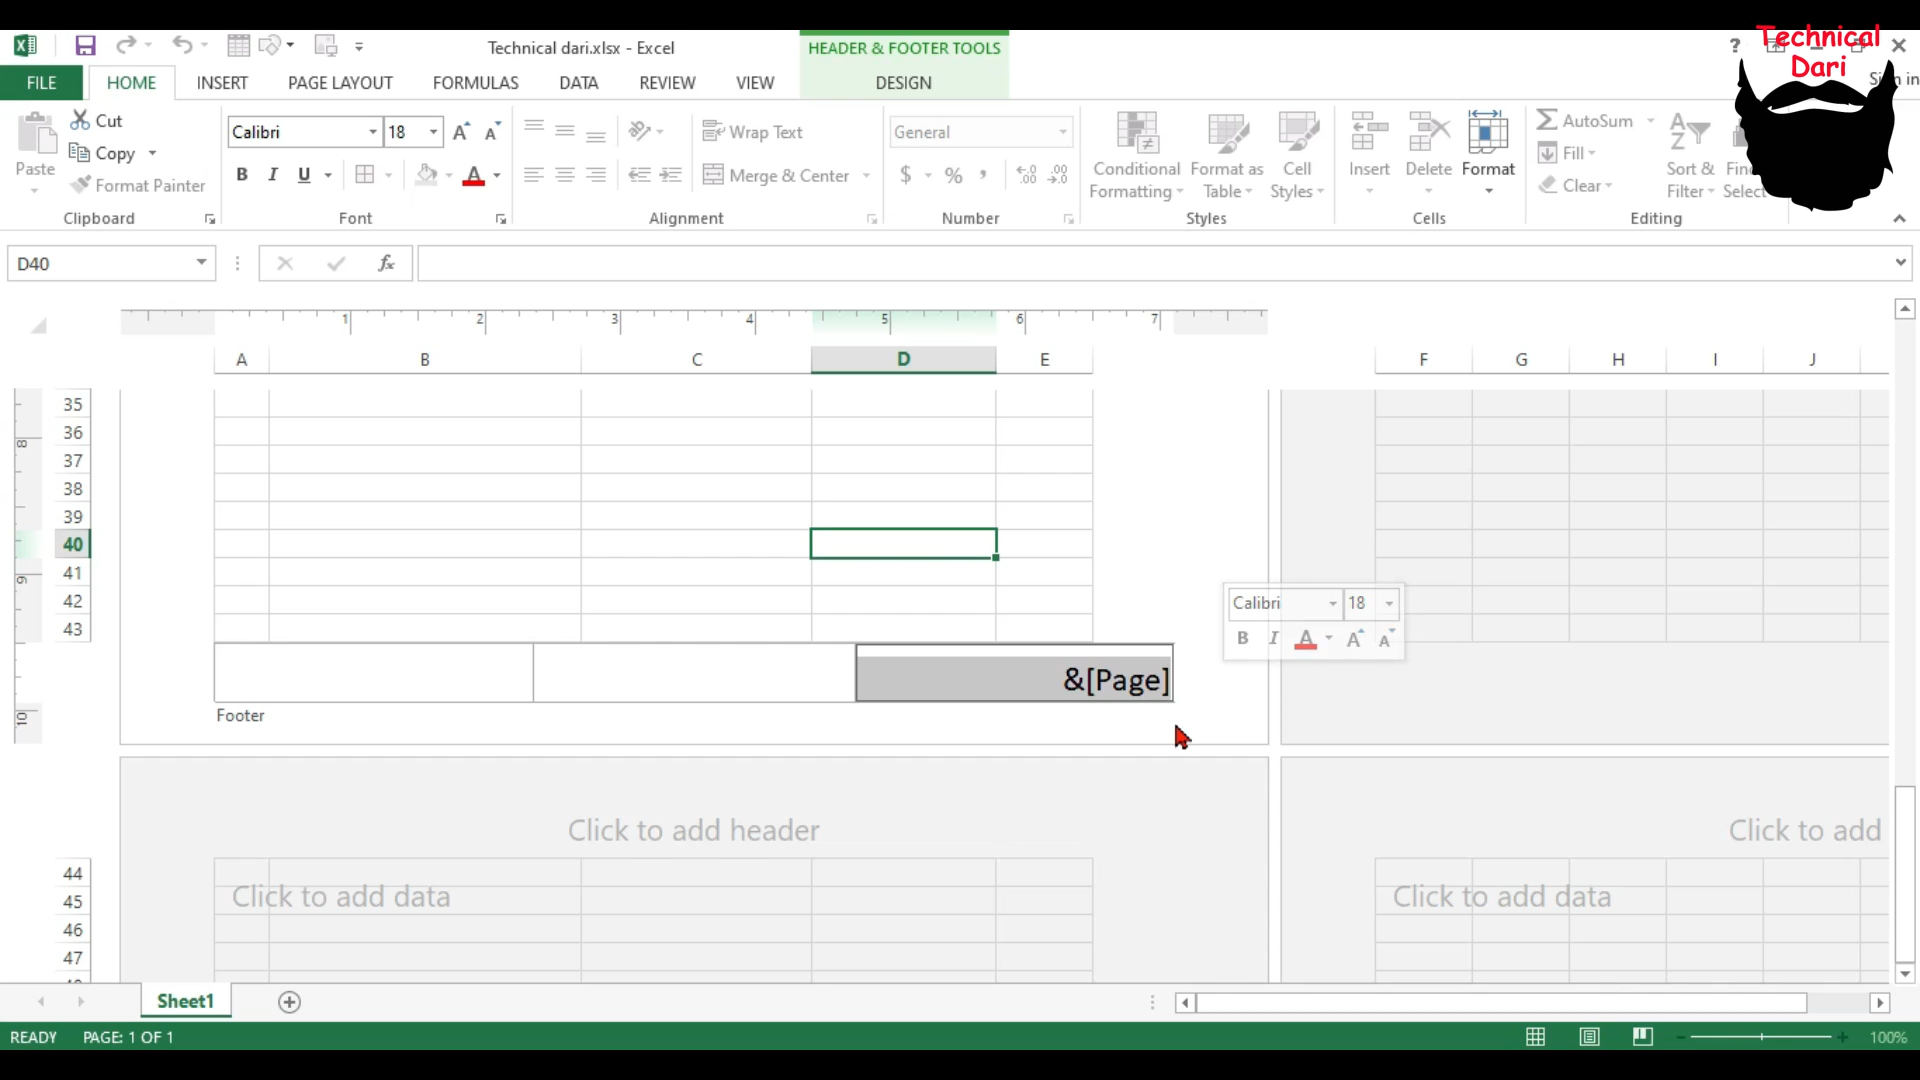 Technical dari.xlsx - Excel
HEADER & FOOTER TOOLS
?
Technical
Dari
FILE
HOME
INSERT
PAGE LAYOUT
FORMULAS
DATA
REVIEW
VIEW
DESIGN
Paste
Cut
Copy
Format Painter
Clipboard
Calibri
18
B I U
A
Font
Wrap Text
Merge & Center
Alignment
General
$ % ,
Number
Conditional
Formatting
Format as
Table
Cell
Styles
Styles
Insert
Delete
Format
Cells
AutoSum
Fill
Clear
Sort &
Filter
Select
Editing
D40
fx
1 2 3 4 5 6 7
A B C D E F G H I J
35
36
37
38
39
40
41
42
43
8
9
10
Calibri 18
B I A A A
&[Page]
Footer
Click to add header
Click to add
44
45
46
47
Click to add data
Click to add data
Sheet1
READY
PAGE: 1 OF 1
100%